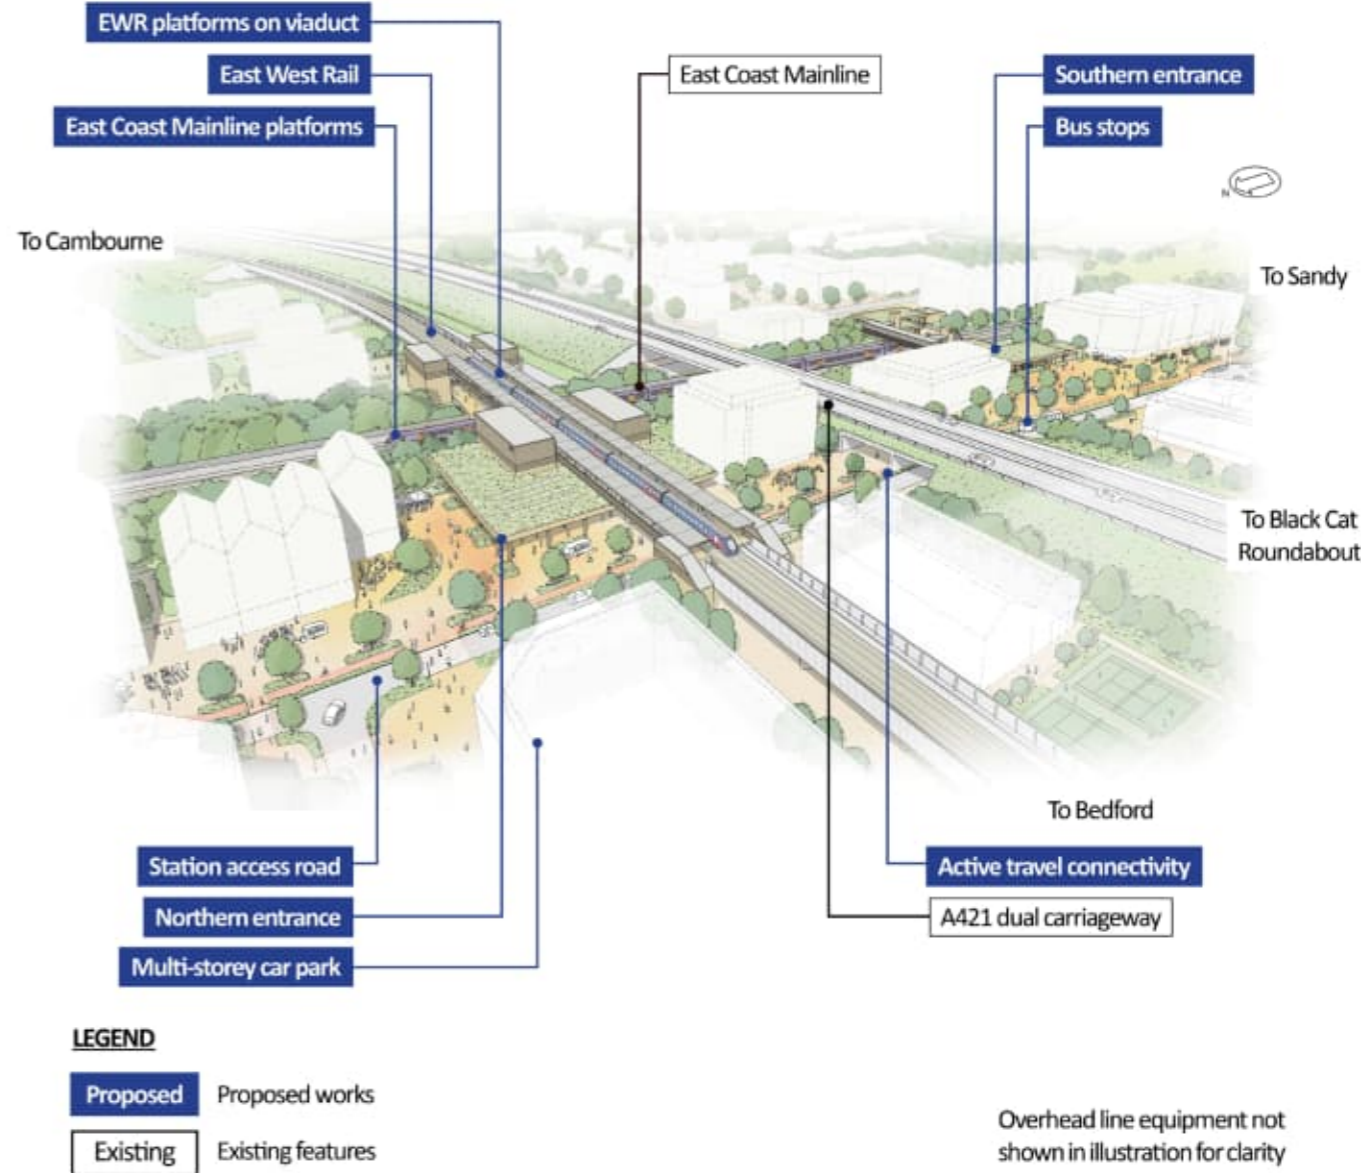 EWR platforms on viaduct
East West Rail
East Coast Mainline platforms
East Coast Mainline
Southern entrance
Bus stops
N
To Cambourne
To Sandy
To Black Cat
Roundabout
To Bedford
Station access road
Northern entrance
Multi-storey car park
Active travel connectivity
A421 dual carriageway
LEGEND
Proposed Proposed works
Existing Existing features
Overhead line equipment not
shown in illustration for clarity